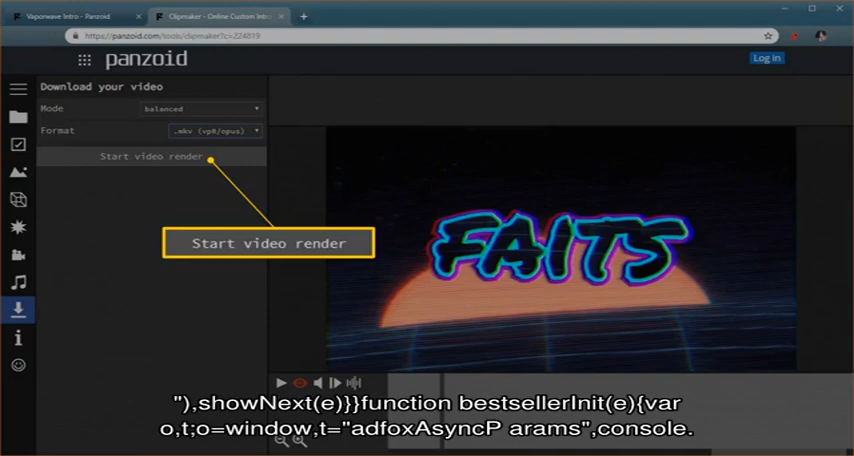 Vaporwave Intro - Panzoid
Clipmaker - Online Custom Intro
https://panzoid.com/tools/clipmaker?c=224819
panzoid
Log in
Download your video
Mode
balanced
Format
.mkv (vp8/opus)
Start video render
Start video render
FAITS
"),showNext(e)}}function bestsellerInit(e){var
o,t;o=window,t="adfoxAsyncP arams",console.